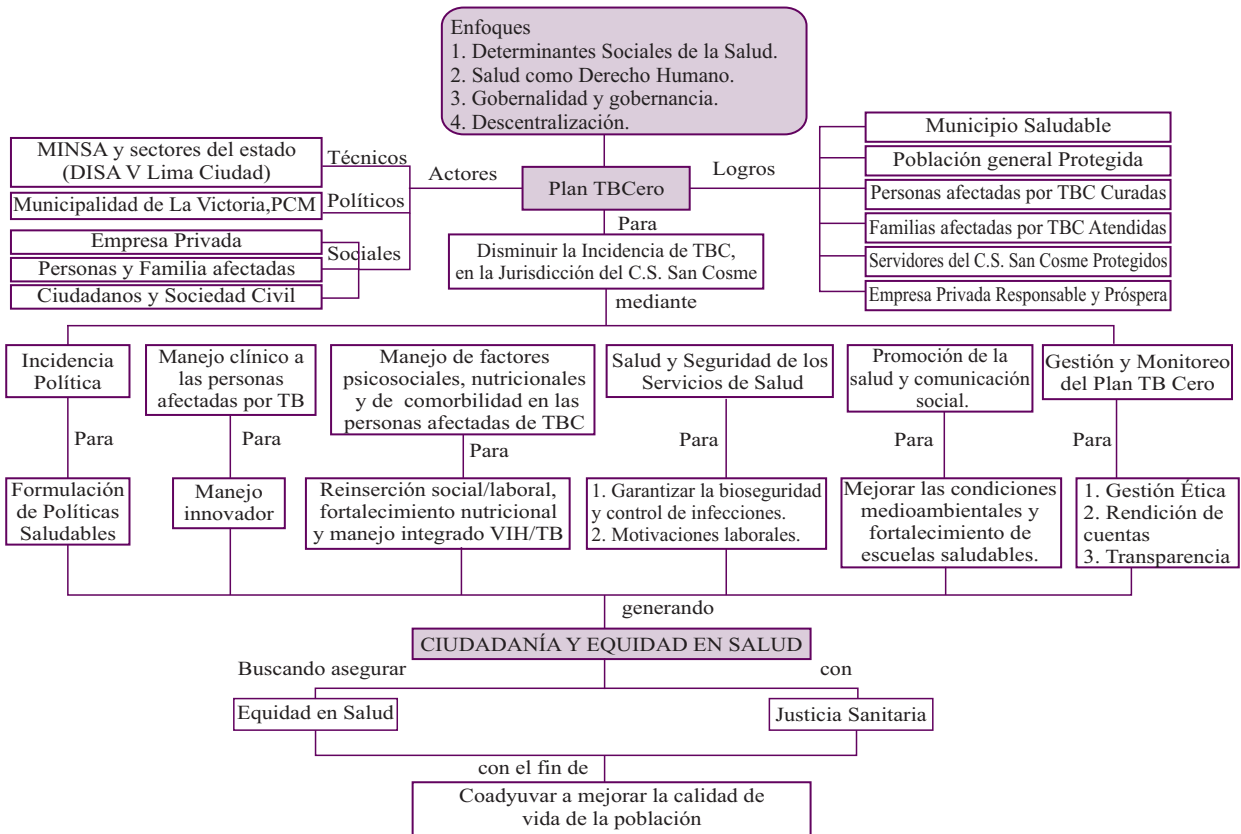 Enfoques
1. Determinantes Sociales de la Salud.
2. Salud como Derecho Humano.
3. Gobernalidad y gobernancia.
4. Descentralización.
MINSA y sectores del estado
(DISA V Lima Ciudad)
Técnicos
Municipalidad de La Victoria,PCM
Políticos
Empresa Privada
Sociales
Personas y Familia afectadas
Ciudadanos y Sociedad Civil
Actores
Plan TBCero
Logros
Municipio Saludable
Población general Protegida
Personas afectadas por TBC Curadas
Familias afectadas por TBC Atendidas
Servidores del C.S. San Cosme Protegidos
Empresa Privada Responsable y Próspera
Para
Disminuir la Incidencia de TBC,
en la Jurisdicción del C.S. San Cosme
mediante
Incidencia
Política
Manejo clínico a
las personas
afectadas por TB
Manejo de factores
psicosociales, nutricionales
y de comorbilidad en las
personas afectadas de TBC
Salud y Seguridad de los
Servicios de Salud
Promoción de la
salud y comunicación
social.
Gestión y Monitoreo
del Plan TB Cero
Para
Para
Para
Para
Para
Para
Formulación
de Políticas
Saludables
Manejo
innovador
Reinserción social/laboral,
fortalecimiento nutricional
y manejo integrado VIH/TB
1. Garantizar la bioseguridad
y control de infecciones.
2. Motivaciones laborales.
Mejorar las condiciones
medioambientales y
fortalecimiento de
escuelas saludables.
1. Gestión Ética
2. Rendición de
cuentas
3. Transparencia
generando
CIUDADANÍA Y EQUIDAD EN SALUD
Buscando asegurar
con
Equidad en Salud
Justicia Sanitaria
con el fin de
Coadyuvar a mejorar la calidad de
vida de la población